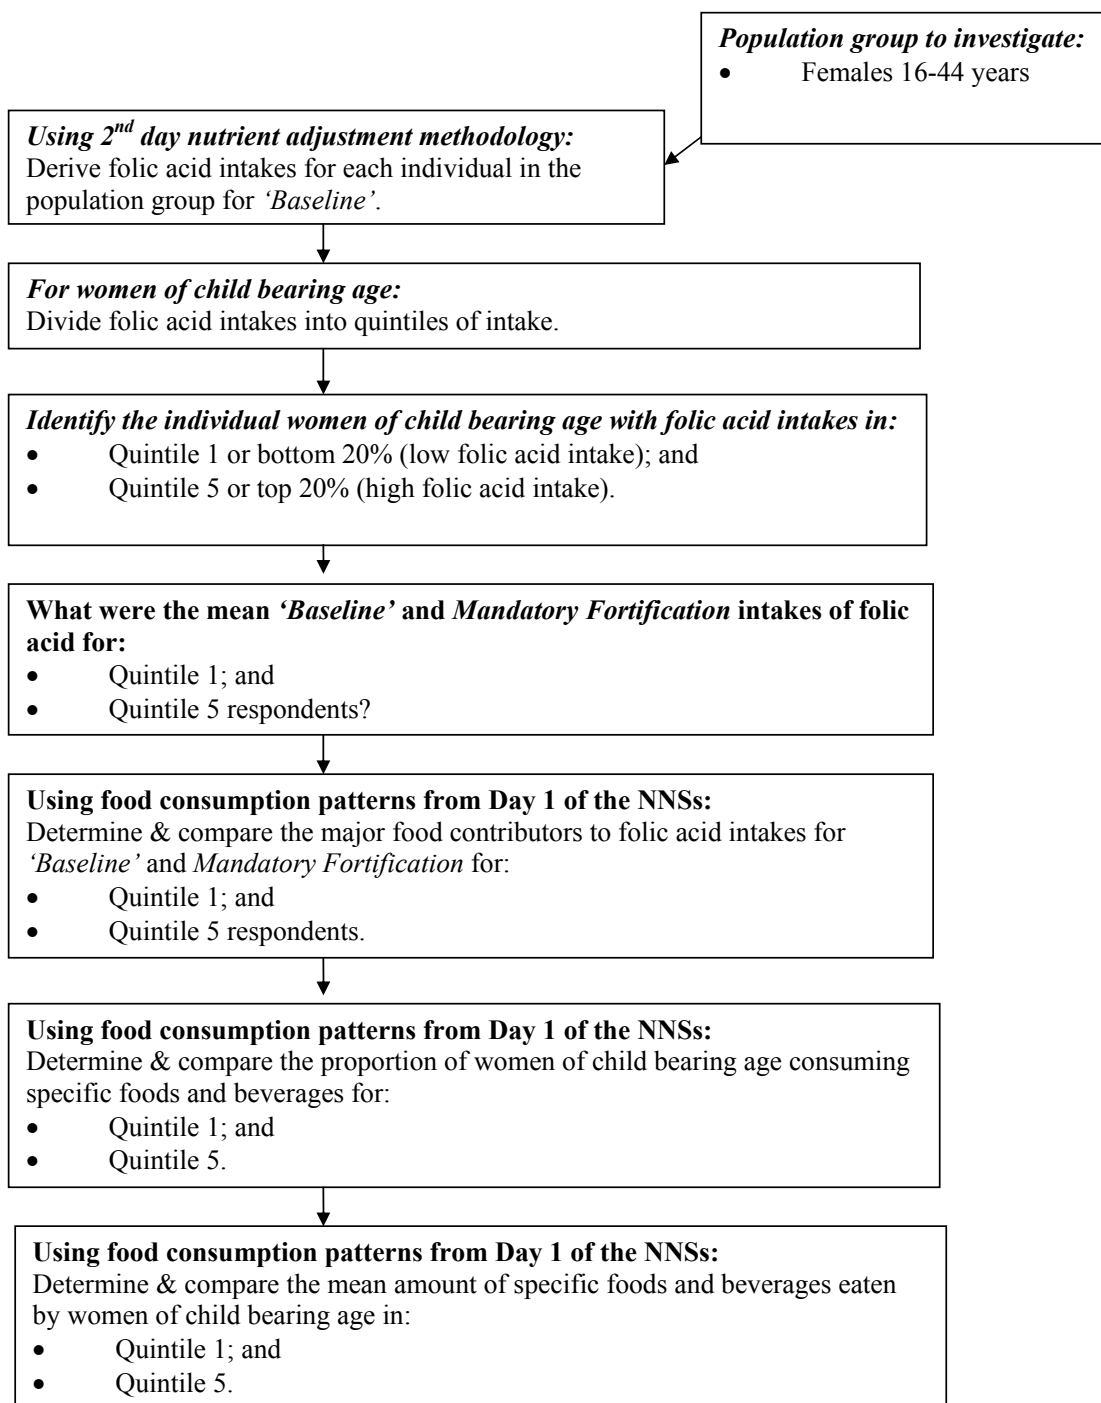 Population group to investigate:
• Females 16-44 years
Using 2nd day nutrient adjustment methodology:
Derive folic acid intakes for each individual in the
population group for ‘Baseline’.
For women of child bearing age:
Divide folic acid intakes into quintiles of intake.
Identify the individual women of child bearing age with folic acid intakes in:
• Quintile 1 or bottom 20% (low folic acid intake); and
• Quintile 5 or top 20% (high folic acid intake).
What were the mean ‘Baseline’ and Mandatory Fortification intakes of folic
acid for:
• Quintile 1; and
• Quintile 5 respondents?
Using food consumption patterns from Day 1 of the NNSs:
Determine & compare the major food contributors to folic acid intakes for
‘Baseline’ and Mandatory Fortification for:
• Quintile 1; and
• Quintile 5 respondents.
Using food consumption patterns from Day 1 of the NNSs:
Determine & compare the proportion of women of child bearing age consuming
specific foods and beverages for:
• Quintile 1; and
• Quintile 5.
Using food consumption patterns from Day 1 of the NNSs:
Determine & compare the mean amount of specific foods and beverages eaten
by women of child bearing age in:
• Quintile 1; and
• Quintile 5.